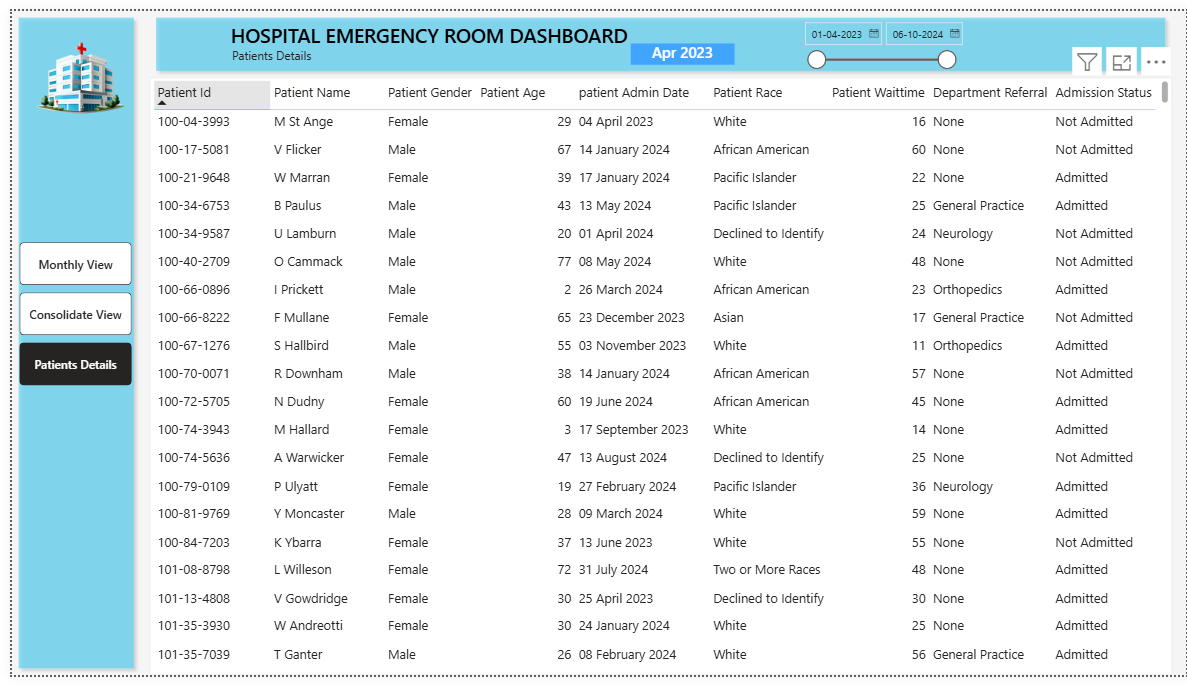 HOSPITAL EMERGENCY ROOM DASHBOARD
Patients Details
Apr 2023
01-04-2023 06-10-2024
Monthly View
Consolidate View
Patients Details
Patient Id Patient Name Patient Gender Patient Age patient Admin Date Patient Race Patient Waittime Department Referral Admission Status
100-04-3993 M St Ange Female 29 04 April 2023 White 16 None Not Admitted
100-17-5081 V Flicker Male 67 14 January 2024 African American 60 None Not Admitted
100-21-9648 W Marran Female 39 17 January 2024 Pacific Islander 22 None Admitted
100-34-6753 B Paulus Male 43 13 May 2024 Pacific Islander 25 General Practice Admitted
100-34-9587 U Lamburn Male 20 01 April 2024 Declined to Identify 24 Neurology Not Admitted
100-40-2709 O Cammack Male 77 08 May 2024 White 48 None Not Admitted
100-66-0896 I Prickett Male 2 26 March 2024 African American 23 Orthopedics Admitted
100-66-8222 F Mullane Female 65 23 December 2023 Asian 17 General Practice Not Admitted
100-67-1276 S Hallbird Male 55 03 November 2023 White 11 Orthopedics Admitted
100-70-0071 R Downham Male 38 14 January 2024 African American 57 None Not Admitted
100-72-5705 N Dudny Female 60 19 June 2024 African American 45 None Admitted
100-74-3943 M Hallard Female 3 17 September 2023 White 14 None Admitted
100-74-5636 A Warwicker Female 47 13 August 2024 Declined to Identify 25 None Not Admitted
100-79-0109 P Ulyatt Female 19 27 February 2024 Pacific Islander 36 Neurology Admitted
100-81-9769 Y Moncaster Male 28 09 March 2024 White 59 None Admitted
100-84-7203 K Ybarra Female 37 13 June 2023 White 55 None Not Admitted
101-08-8798 L Willeson Female 72 31 July 2024 Two or More Races 48 None Admitted
101-13-4808 V Gowdridge Female 30 25 April 2023 Declined to Identify 30 None Admitted
101-35-3930 W Andreotti Female 30 24 January 2024 White 25 None Admitted
101-35-7039 T Ganter Male 26 08 February 2024 White 56 General Practice Admitted